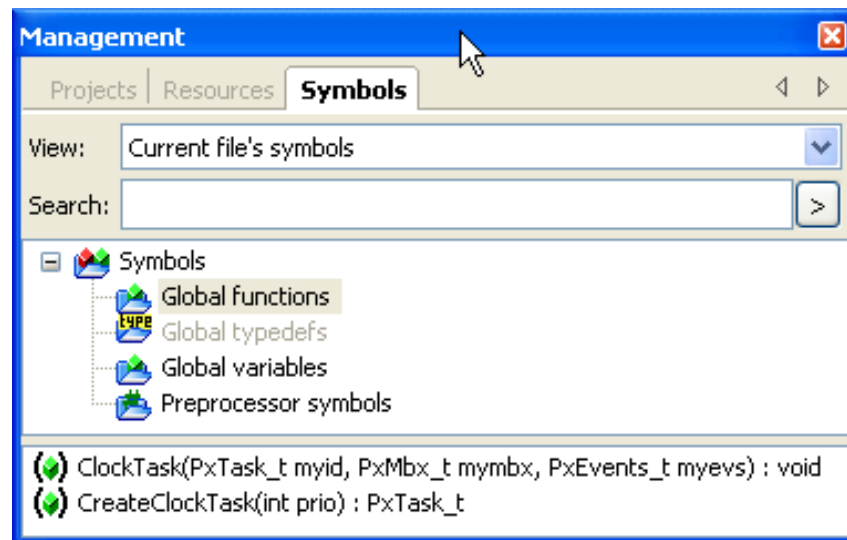 Management
Projects Resources Symbols
View: Current file's symbols
Search: >
Symbols
Global functions
type Global typedefs
Global variables
# Preprocessor symbols
ClockTask(PxTask_t myid, PxMbx_t mymbx, PxEvents_t myevs) : void
CreateClockTask(int prio) : PxTask_t